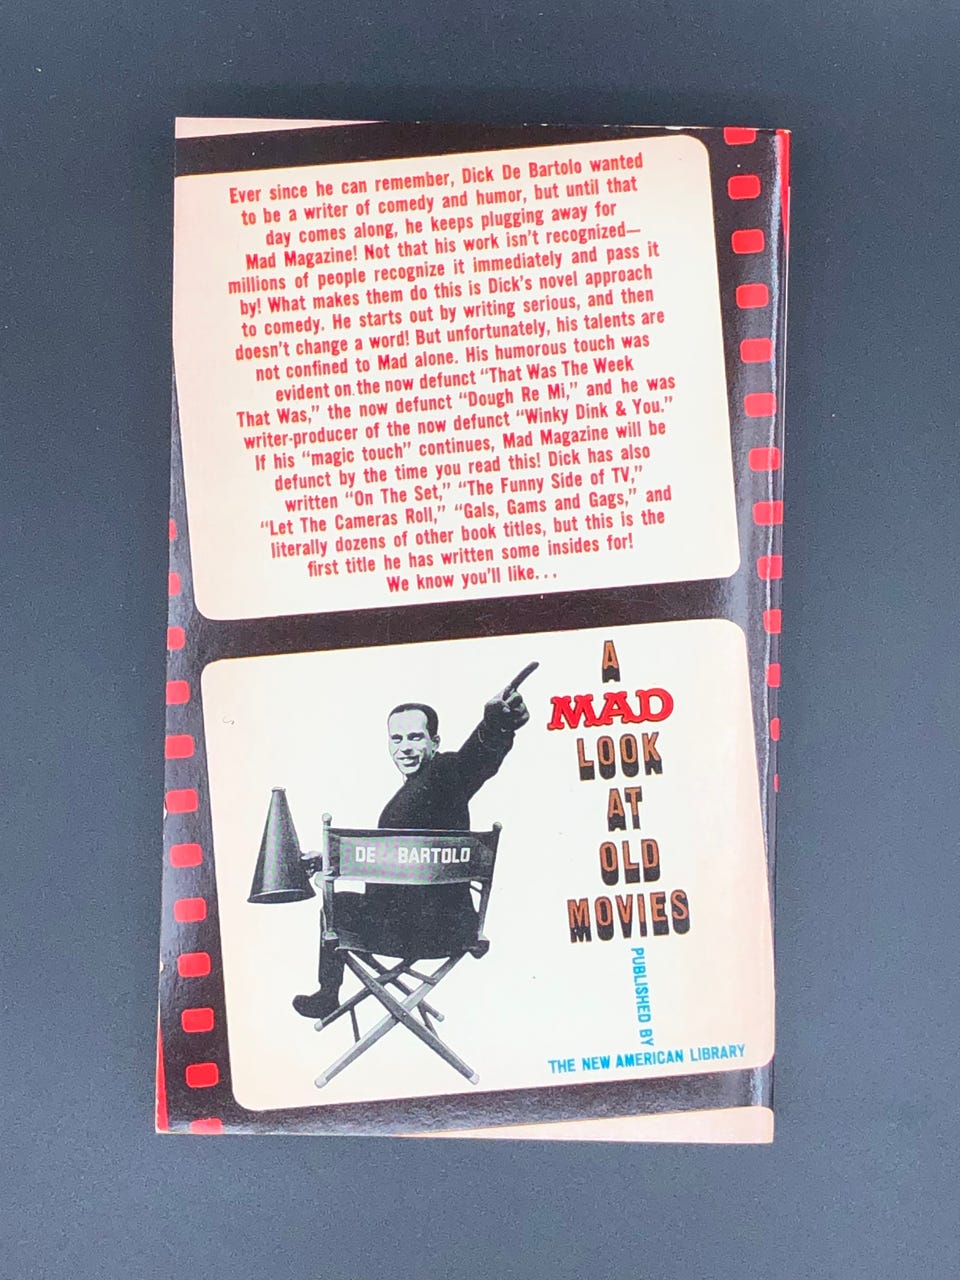 Ever since he can remember, Dick De Bartolo wanted
to be a writer of comedy and humor, but until that
day comes along, he keeps plugging away for
Mad Magazine! Not that his work isn't recognized—
millions of people recognize it immediately and pass it
by! What makes them do this is Dick's novel approach
to comedy. He starts out by writing serious, and then
doesn't change a word! But unfortunately, his talents are
not confined to Mad alone. His humorous touch was
evident on the now defunct "That Was The Week
That Was," the now defunct "Dough Re Mi," and he was
writer-producer of the now defunct "Winky Dink & You."
If his "magic touch" continues, Mad Magazine will be
defunct by the time you read this! Dick has also
written "On The Set," "The Funny Side of TV,"
"Let The Cameras Roll," "Gals, Gams and Gags," and
literally dozens of other book titles, but this is the
first title he has written some insides for!
We know you'll like...
A
MAD
LOOK
AT
OLD
MOVIES
DE BARTOLO
PUBLISHED BY
THE NEW AMERICAN LIBRARY